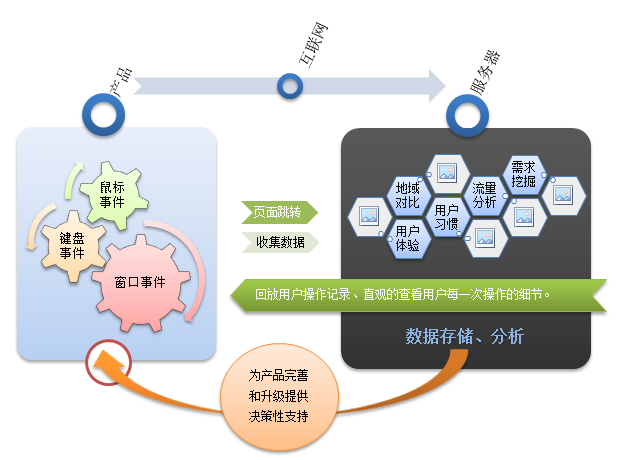 互联网
产品
服务器
鼠标
事件
键盘
事件
窗口事件
页面跳转
收集数据
地域
对比
用户
体验
用户
习惯
流量
分析
需求
挖掘
回放用户操作记录、直观的查看用户每一次操作的细节。
数据存储、分析
为产品完善
和升级提供
决策性支持